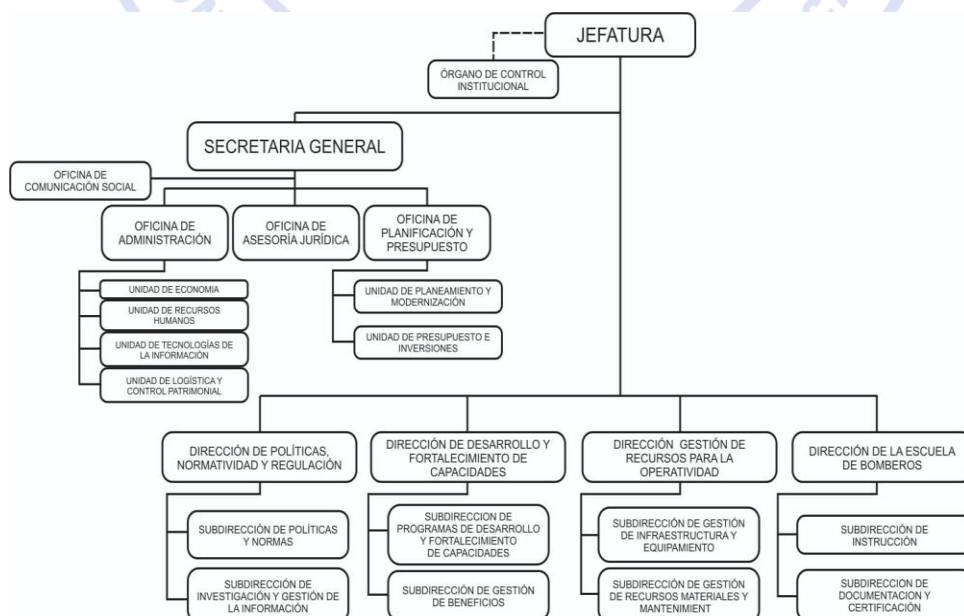 JEFATURA
ÓRGANO DE CONTROL
INSTITUCIONAL
SECRETARIA GENERAL
OFICINA DE
COMUNICACIÓN SOCIAL
OFICINA DE
ADMINISTRACIÓN
OFICINA DE
ASESORÍA JURÍDICA
OFICINA DE
PLANIFICACIÓN Y
PRESUPUESTO
UNIDAD DE ECONOMIA
UNIDAD DE RECURSOS
HUMANOS
UNIDAD DE TECNOLOGÍAS DE
LA INFORMACIÓN
UNIDAD DE LOGÍSTICA Y
CONTROL PATRIMONIAL
UNIDAD DE PLANEAMIENTO Y
MODERNIZACIÓN
UNIDAD DE PRESUPUESTO E
INVERSIONES
DIRECCIÓN DE POLÍTICAS,
NORMATIVIDAD Y REGULACIÓN
SUBDIRECCIÓN DE POLÍTICAS
Y NORMAS
SUBDIRECCIÓN DE
INVESTIGACIÓN Y GESTIÓN DE
LA INFORMACIÓN
DIRECCIÓN DE DESARROLLO Y
FORTALECIMIENTO DE
CAPACIDADES
SUBDIRECCION DE
PROGRAMAS DE DESARROLLO
Y FORTALECIMIENTO
DE CAPACIDADES
SUBDIRECCIÓN DE GESTIÓN
DE BENEFICIOS
DIRECCIÓN GESTIÓN DE
RECURSOS PARA LA
OPERATIVIDAD
SUBDIRECCIÓN DE GESTIÓN
DE INFRAESTRUCTURA Y
EQUIPAMIENTO
SUBDIRECCIÓN DE GESTIÓN
DE RECURSOS MATERIALES Y
MANTENIMIENT
DIRECCIÓN DE LA ESCUELA
DE BOMBEROS
SUBDIRECCIÓN DE
INSTRUCCIÓN
SUBDIRECCION DE
DOCUMENTACION Y
CERTIFICACIÓN